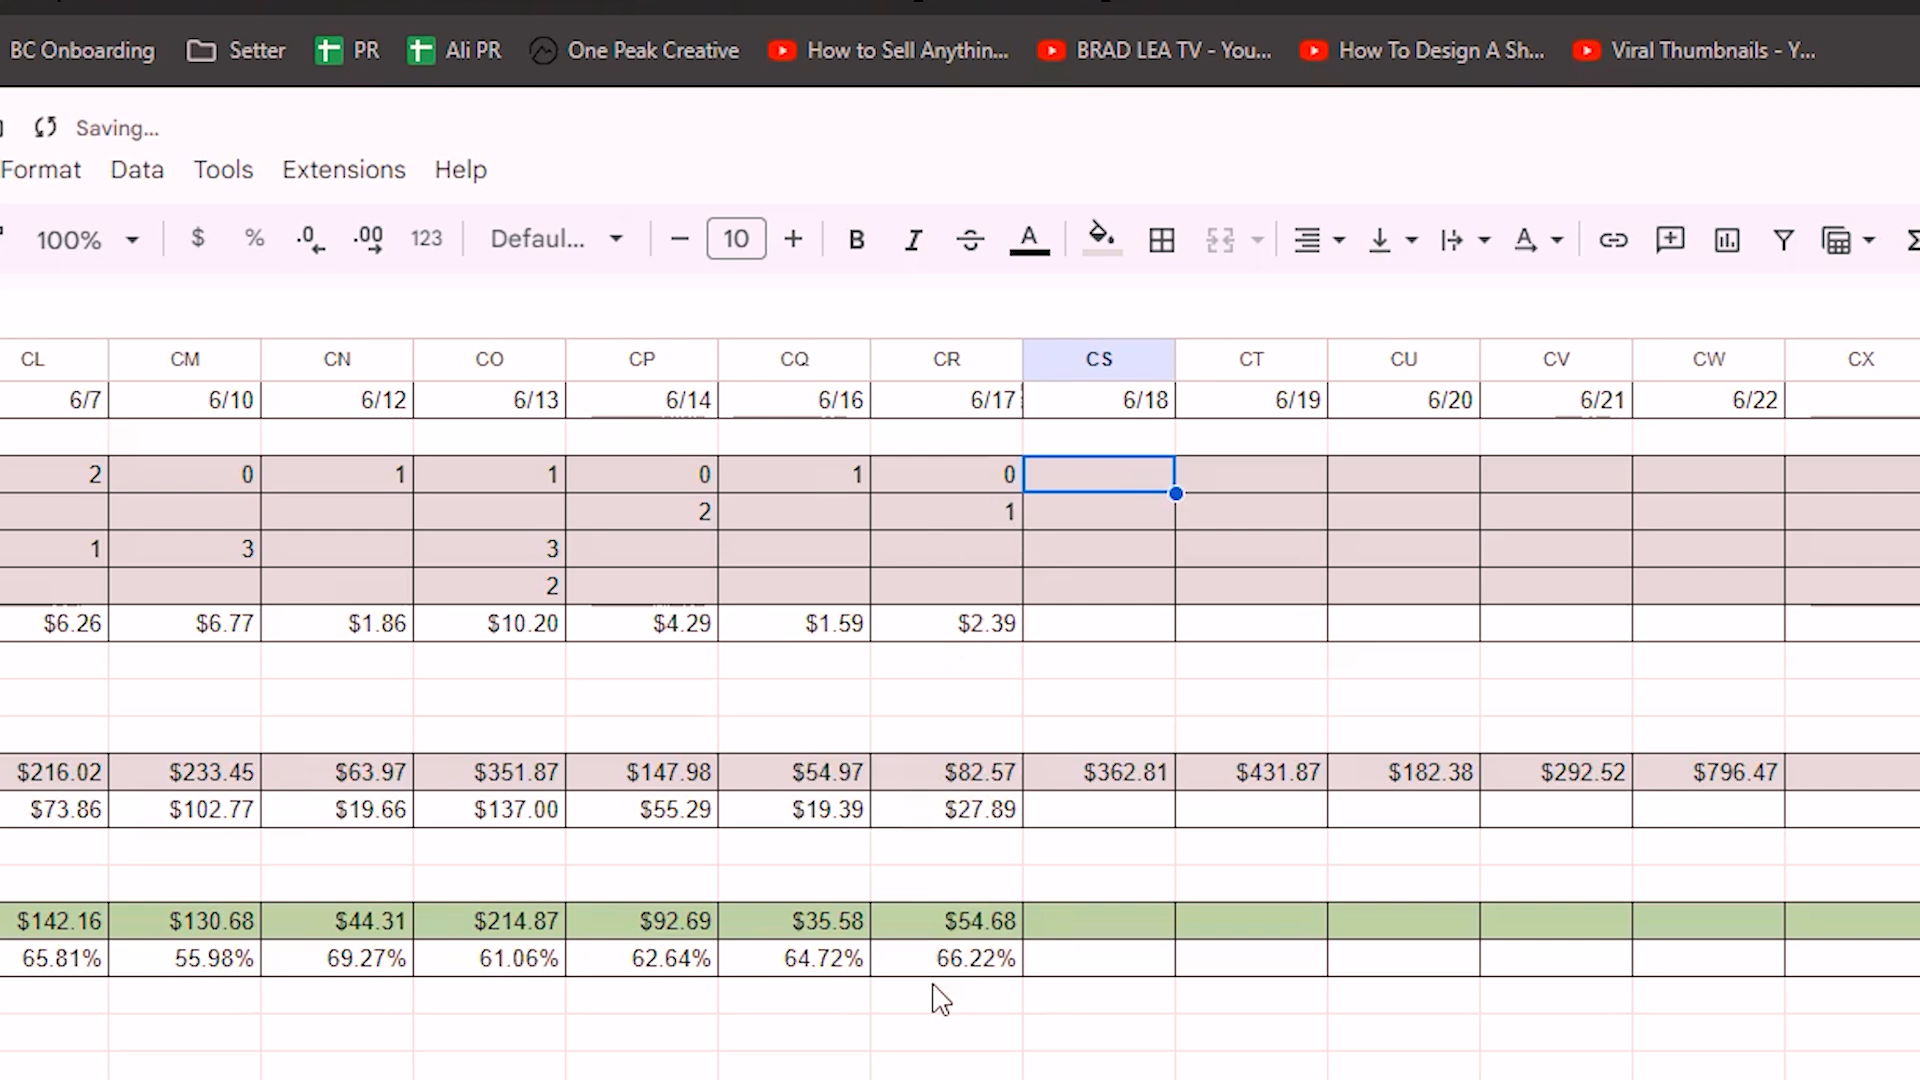 BC Onboarding Setter PR Ali PR One Peak Creative How to Sell Anythin... BRAD LEA TV - You... How To Design A Sh... Viral Thumbnails - Y...
Saving...
Format Data Tools Extensions Help
100% $ % .0 .00 123 Defaul... − 10 + B I S A
CL CM CN CO CP CQ CR CS CT CU CV CW CX
6/7 6/10 6/12 6/13 6/14 6/16 6/17 6/18 6/19 6/20 6/21 6/22
2 0 1 1 0 1 0
2 1
1 3 3
2
$6.26 $6.77 $1.86 $10.20 $4.29 $1.59 $2.39
$216.02 $233.45 $63.97 $351.87 $147.98 $54.97 $82.57 $362.81 $431.87 $182.38 $292.52 $796.47
$73.86 $102.77 $19.66 $137.00 $55.29 $19.39 $27.89
$142.16 $130.68 $44.31 $214.87 $92.69 $35.58 $54.68
65.81% 55.98% 69.27% 61.06% 62.64% 64.72% 66.22%